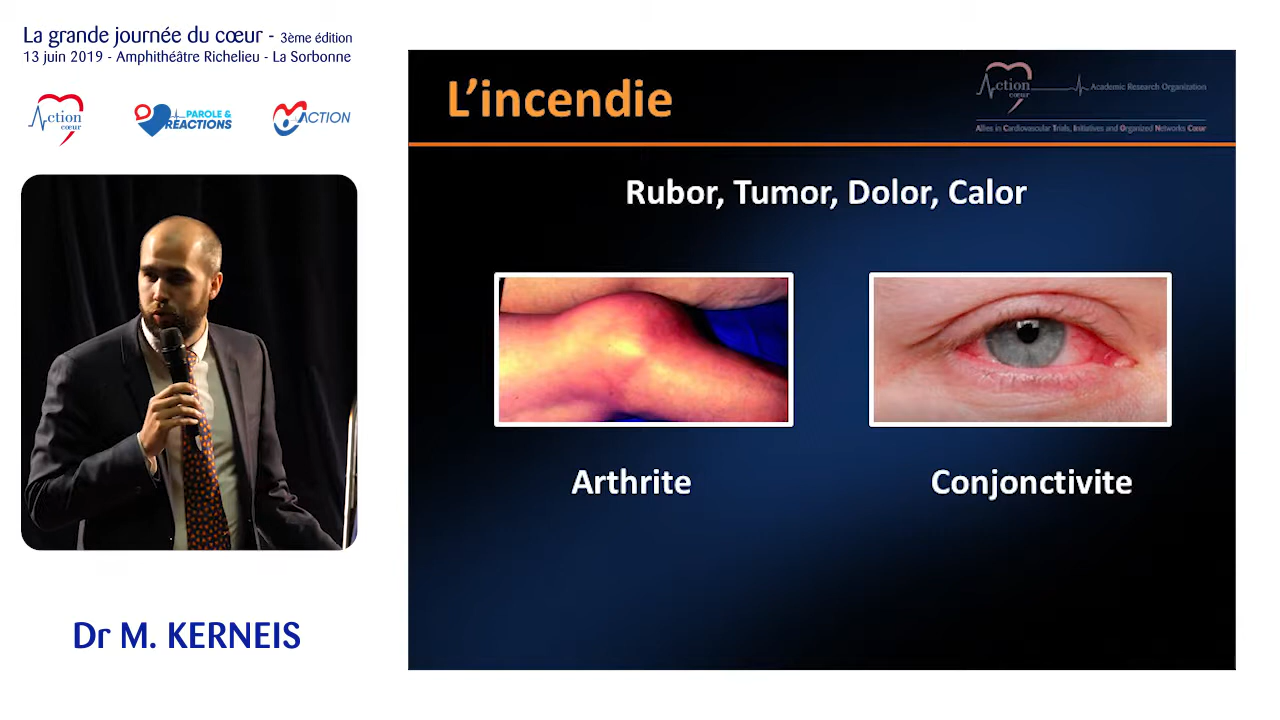 La grande journée du cœur - 3ème édition
13 juin 2019 - Amphithéâtre Richelieu - La Sorbonne
Action
cœur
PAROLE &
RÉACTIONS
ACTION
L'incendie
Action
cœur
Academic Research Organization
Allies in Cardiovascular Trials, Initiatives and Organized Networks Cœur
Rubor, Tumor, Dolor, Calor
Arthrite
Conjonctivite
Dr M. KERNEIS